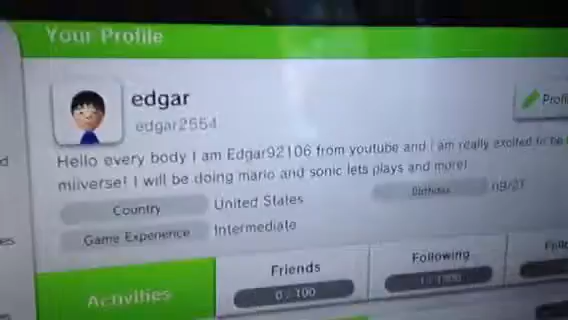 Your Profile
edgar
edgar2554
Hello every body I am Edgar92106 from youtube and i am really excited to be
miiverse! I will be doing mario and sonic lets plays and more!
Country
United States
Birthday
Game Experience
Intermediate
Activities
Friends
0 / 100
Following